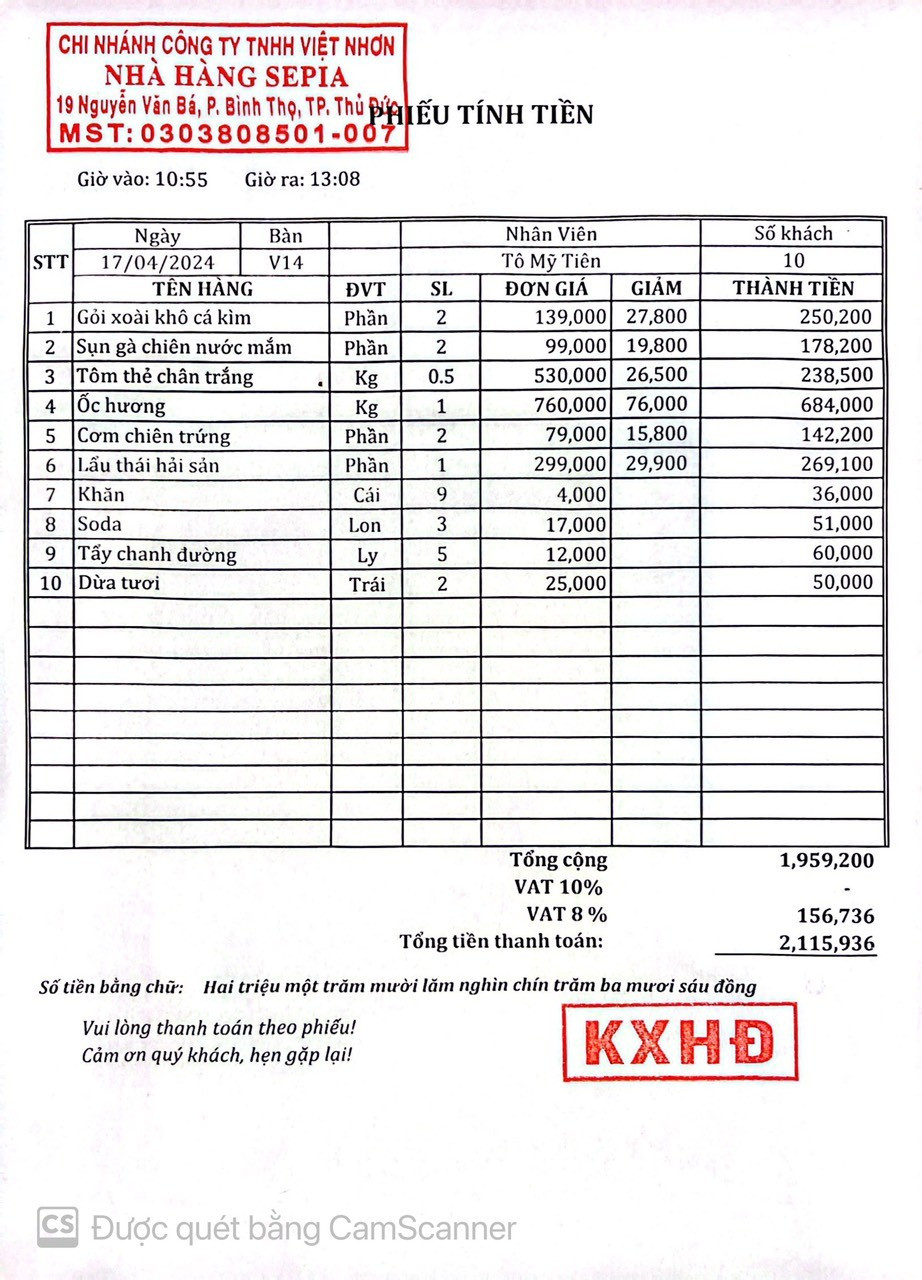 CHI NHÁNH CÔNG TY TNHH VIỆT NHƠN
NHÀ HÀNG SEPIA
19 Nguyễn Văn Bá, P. Bình Thọ, TP. Thủ Đức
MST: 0303808501-007
PHIẾU TÍNH TIỀN
Giờ vào: 10:55 Giờ ra: 13:08
STT Ngày Bàn Nhân Viên Số khách
17/04/2024 V14 Tô Mỹ Tiên 10
TÊN HÀNG ĐVT SL ĐƠN GIÁ GIẢM THÀNH TIỀN
1 Gỏi xoài khô cá kìm Phần 2 139,000 27,800 250,200
2 Sụn gà chiên nước mắm Phần 2 99,000 19,800 178,200
3 Tôm thẻ chân trắng Kg 0.5 530,000 26,500 238,500
4 Ốc hương Kg 1 760,000 76,000 684,000
5 Cơm chiên trứng Phần 2 79,000 15,800 142,200
6 Lẩu thái hải sản Phần 1 299,000 29,900 269,100
7 Khăn Cái 9 4,000 36,000
8 Soda Lon 3 17,000 51,000
9 Tẩy chanh đường Ly 5 12,000 60,000
10 Dừa tươi Trái 2 25,000 50,000
Tổng cộng 1,959,200
VAT 10% -
VAT 8 % 156,736
Tổng tiền thanh toán: 2,115,936
Số tiền bằng chữ: Hai triệu một trăm mười lăm nghìn chín trăm ba mươi sáu đồng
Vui lòng thanh toán theo phiếu!
Cảm ơn quý khách, hẹn gặp lại!
KXHĐ
CS Được quét bằng CamScanner